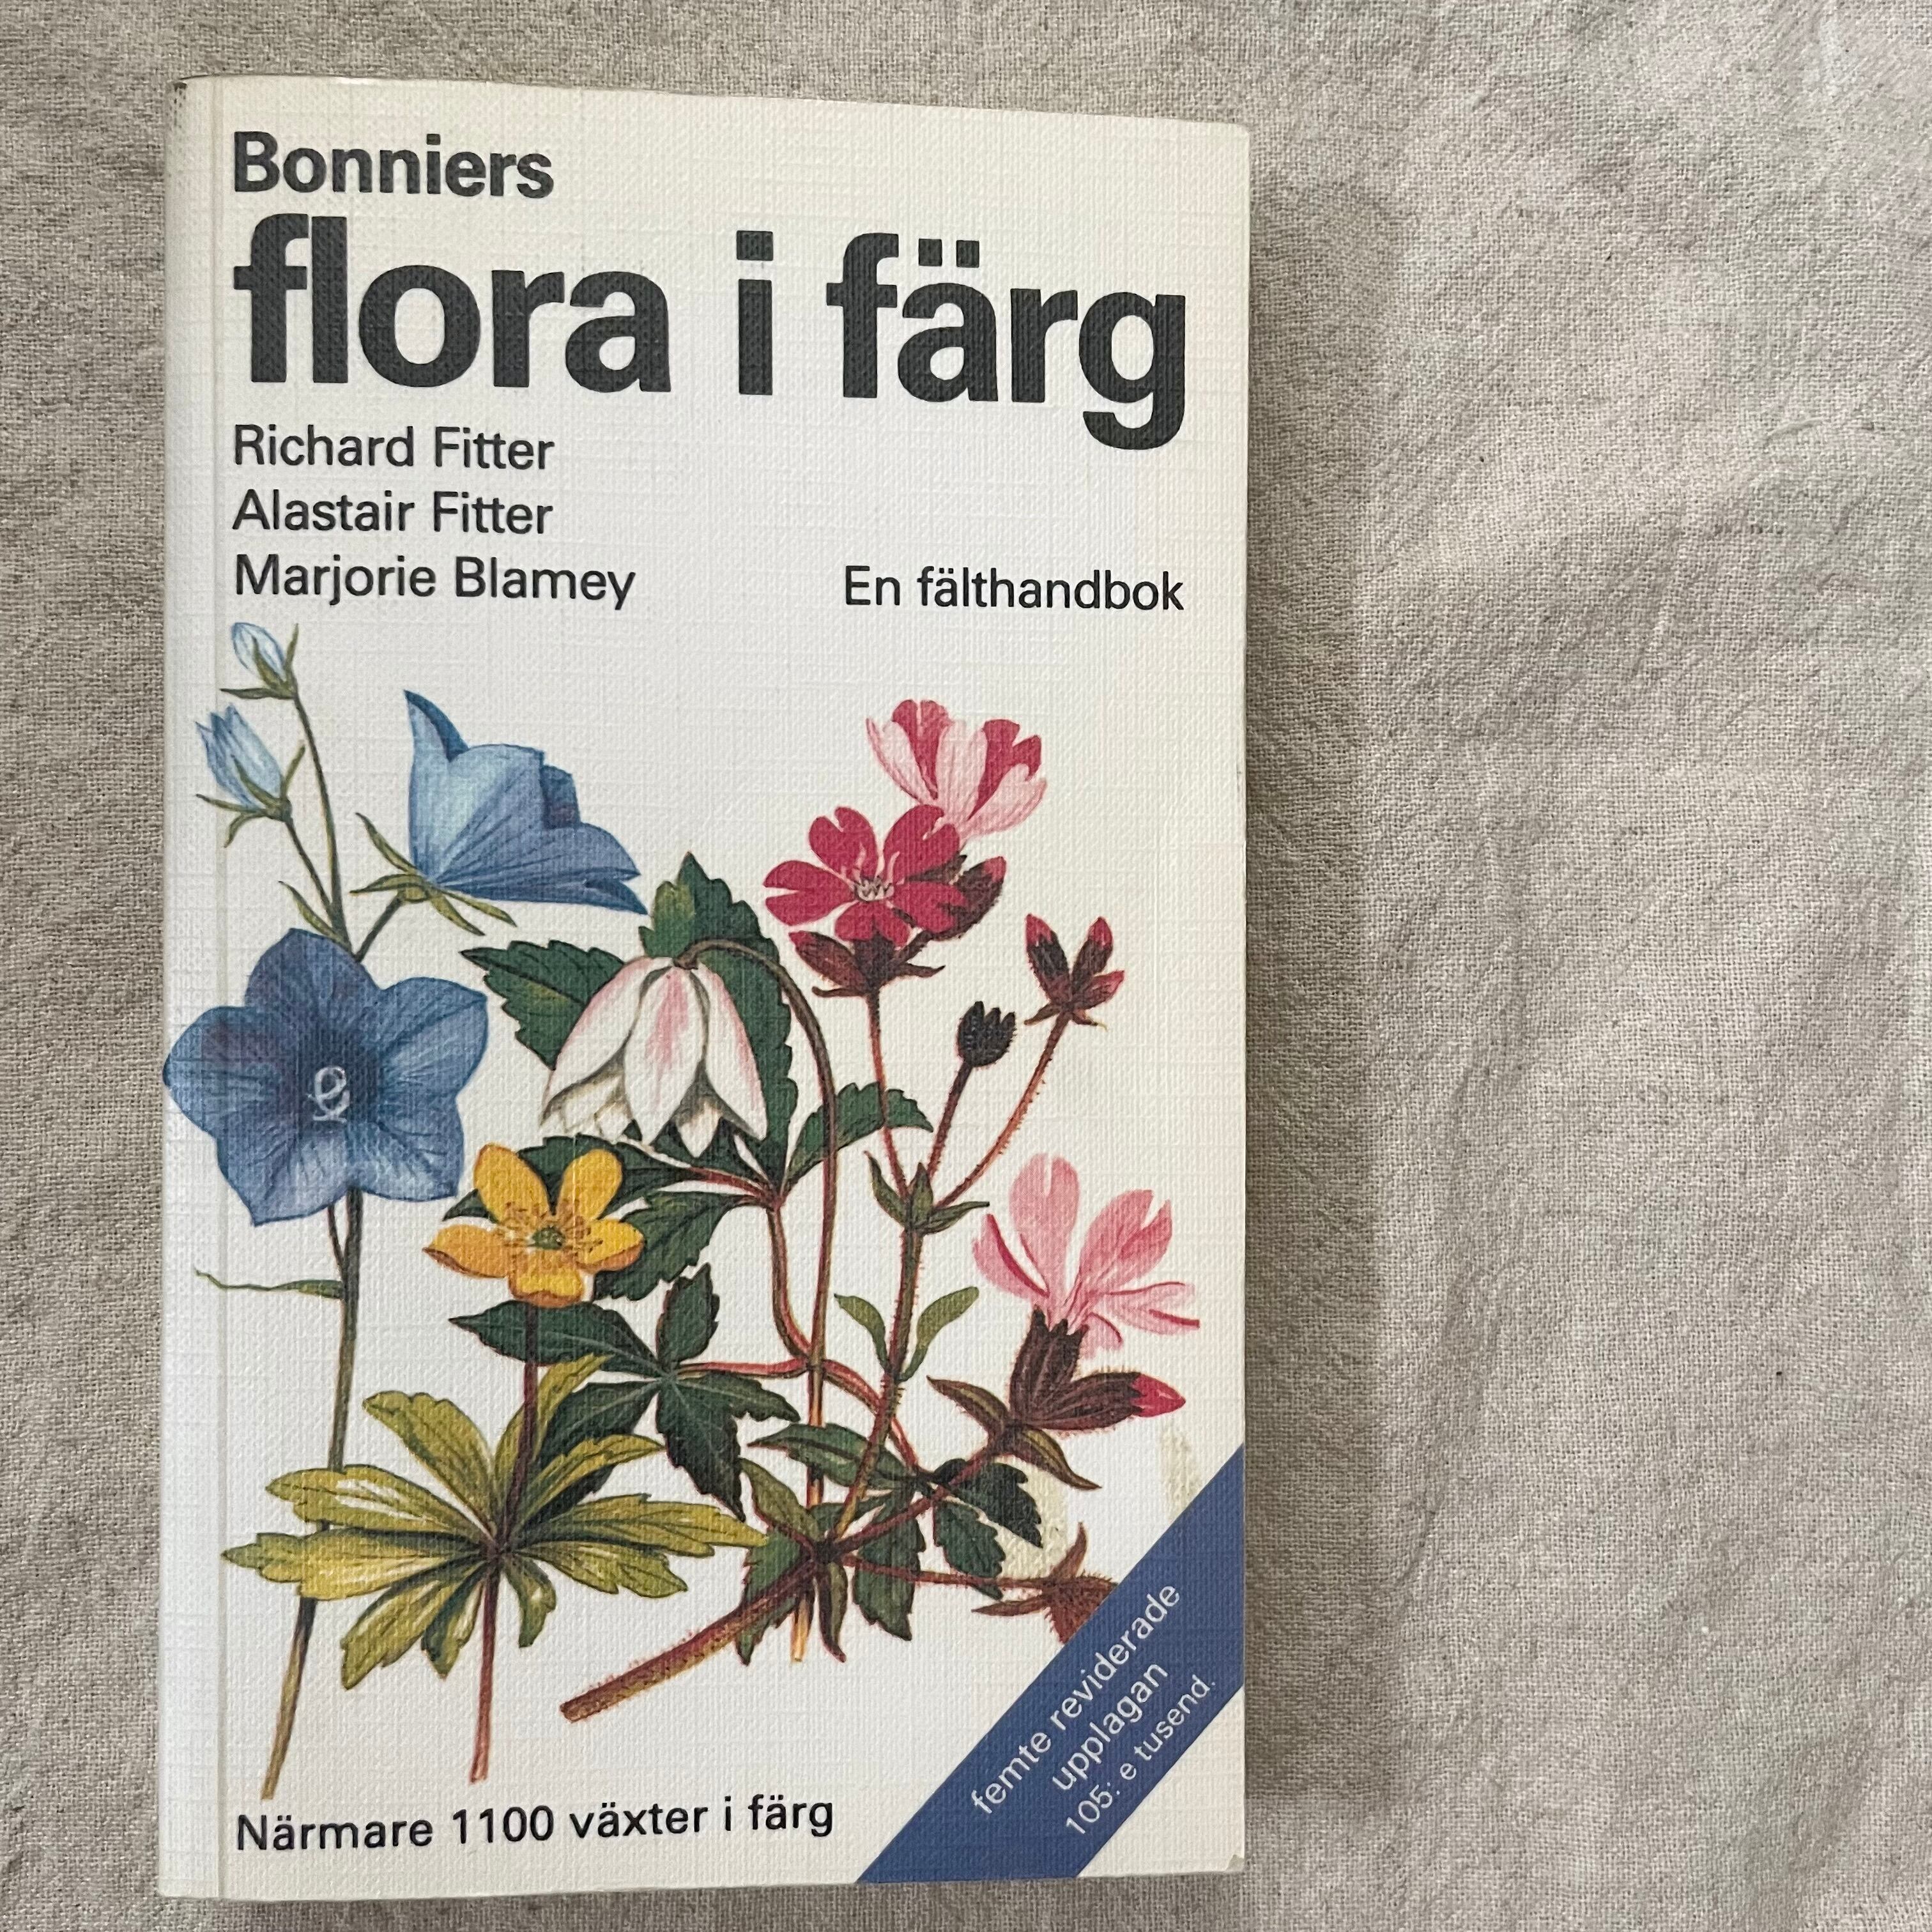 Bonniers
flora i färg
Richard Fitter
Alastair Fitter
Marjorie Blamey
En fälthandbok
femte reviderade
upplagan
105: e tusend.
Närmare 1100 växter i färg